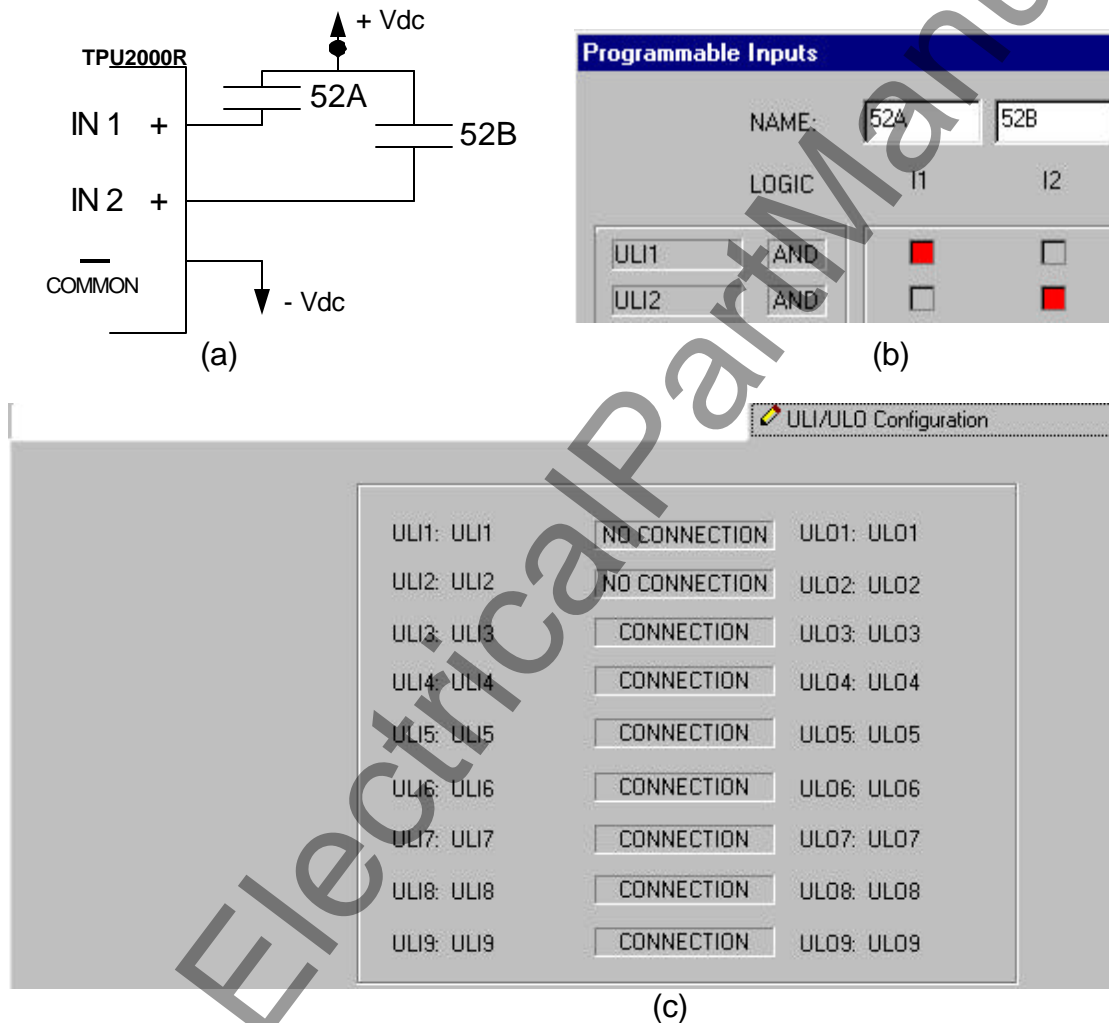 + Vdc
TPU2000R
52A
IN 1 +
52B
IN 2 +
COMMON
- Vdc
(a)
Programmable Inputs
NAME: 52A 52B
LOGIC I1 I2
ULI1 AND
ULI2 AND
(b)
ULI/ULO Configuration
ULI1: ULI1 NO CONNECTION ULO1: ULO1
ULI2: ULI2 NO CONNECTION ULO2: ULO2
ULI3: ULI3 CONNECTION ULO3: ULO3
ULI4: ULI4 CONNECTION ULO4: ULO4
ULI5: ULI5 CONNECTION ULO5: ULO5
ULI6: ULI6 CONNECTION ULO6: ULO6
ULI7: ULI7 CONNECTION ULO7: ULO7
ULI8: ULI8 CONNECTION ULO8: ULO8
ULI9: ULI9 CONNECTION ULO9: ULO9
(c)
ElectricalPartManu